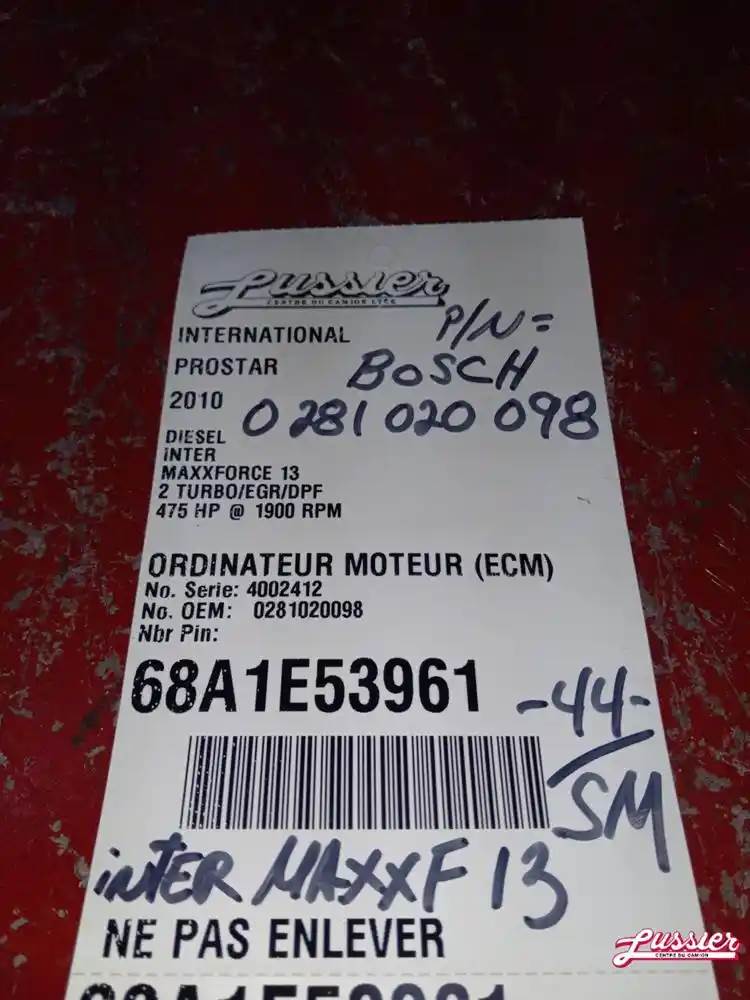 Lussier
CENTRE DU CAMION LTÉE
INTERNATIONAL
P/N=
PROSTAR
BOSCH
2010
0 281 020 098
DIESEL
INTER
MAXXFORCE 13
2 TURBO/EGR/DPF
475 HP @ 1900 RPM
ORDINATEUR MOTEUR (ECM)
No. Serie: 4002412
No. OEM: 0281020098
Nbr Pin:
68A1E53961
-44-
SM
inTER MAXXF 13
NE PAS ENLEVER
68A1E53961
Lussier
CENTRE DU CAMION